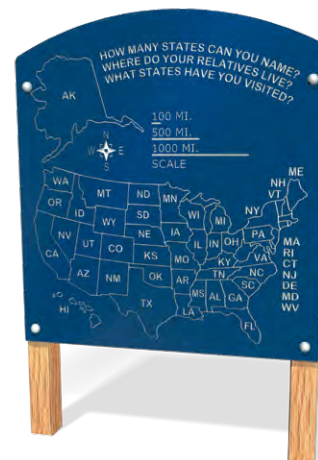 HOW MANY STATES CAN YOU NAME?
WHERE DO YOUR RELATIVES LIVE?
WHAT STATES HAVE YOU VISITED?
AK
100 MI.
500 MI.
1000 MI.
SCALE
N
W E
S
ME
NH
VT
WA
MT
ND
MN
OR
ID
WY
SD
WI
MI
NY
NV
UT
CO
NE
IA
IL
IN
OH
PA
CA
KS
MO
KY
VA
AZ
NM
OK
AR
TN
NC
SC
TX
LA
MS
AL
GA
FL
HI
MA
RI
CT
NJ
DE
MD
WV